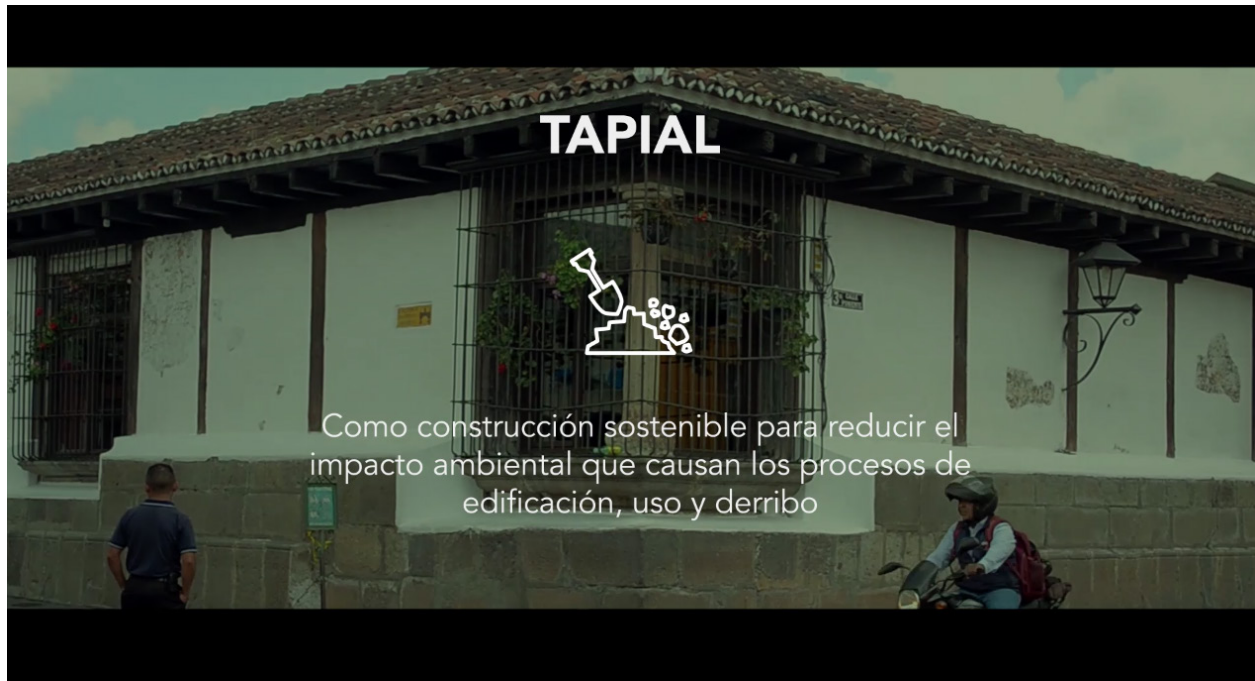 TAPIAL
Como construcción sostenible para reducir el
impacto ambiental que causan los procesos de
edificación, uso y derribo